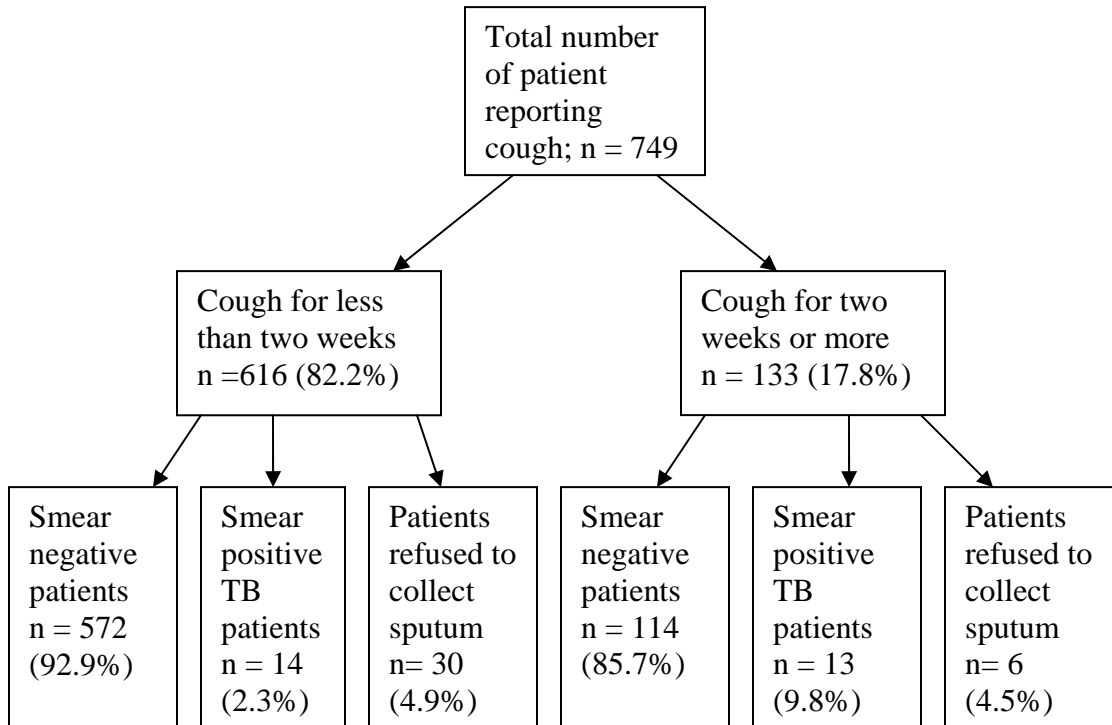 Total number
of patient
reporting
cough; n = 749
Cough for less
than two weeks
n =616 (82.2%)
Cough for two
weeks or more
n = 133 (17.8%)
Smear
negative
patients
n = 572
(92.9%)
Smear
positive
TB
patients
n = 14
(2.3%)
Patients
refused to
collect
sputum
n= 30
(4.9%)
Smear
negative
patients
n = 114
(85.7%)
Smear
positive
TB
patients
n = 13
(9.8%)
Patients
refused to
collect
sputum
n= 6
(4.5%)